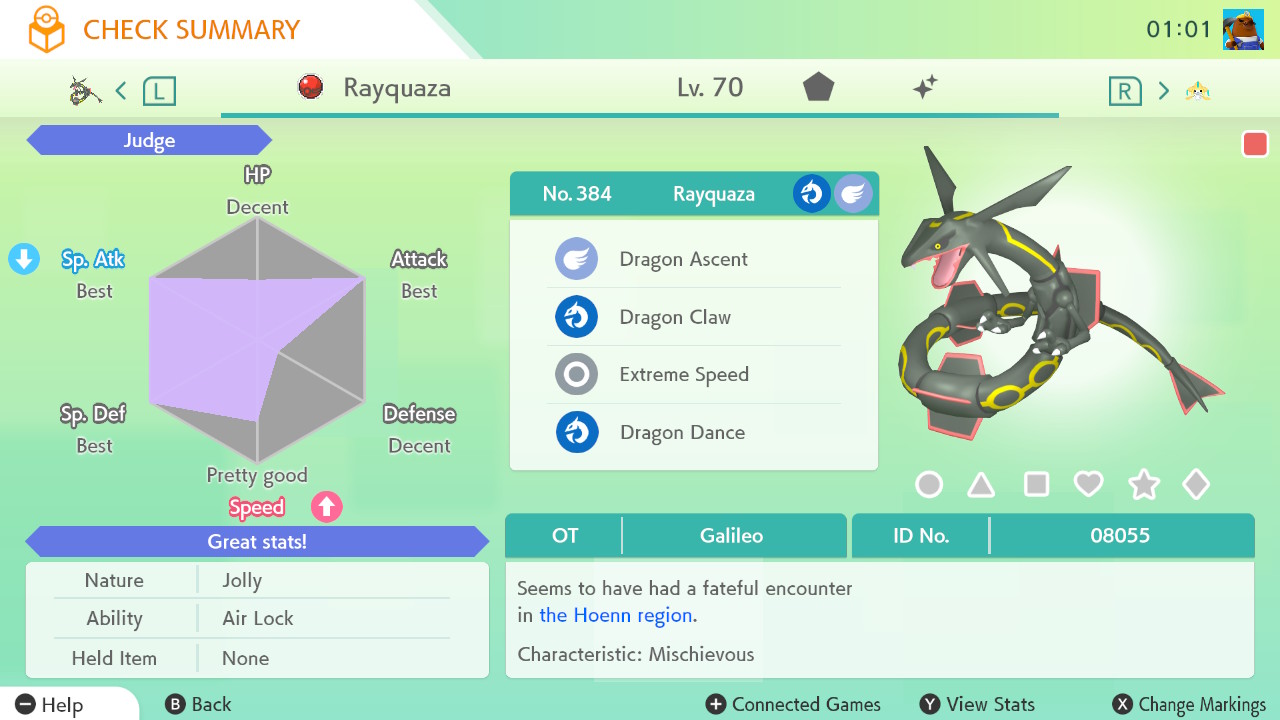 CHECK SUMMARY
01:01
L
Rayquaza
Lv. 70
R
Judge
HP
Decent
Sp. Atk
Best
Attack
Best
Sp. Def
Best
Defense
Decent
Pretty good
Speed
Great stats!
Nature Jolly
Ability Air Lock
Held Item None
No. 384 Rayquaza
Dragon Ascent
Dragon Claw
Extreme Speed
Dragon Dance
OT Galileo
ID No. 08055
Seems to have had a fateful encounter
in the Hoenn region.
Characteristic: Mischievous
Help
B Back
Connected Games
Y View Stats
X Change Markings